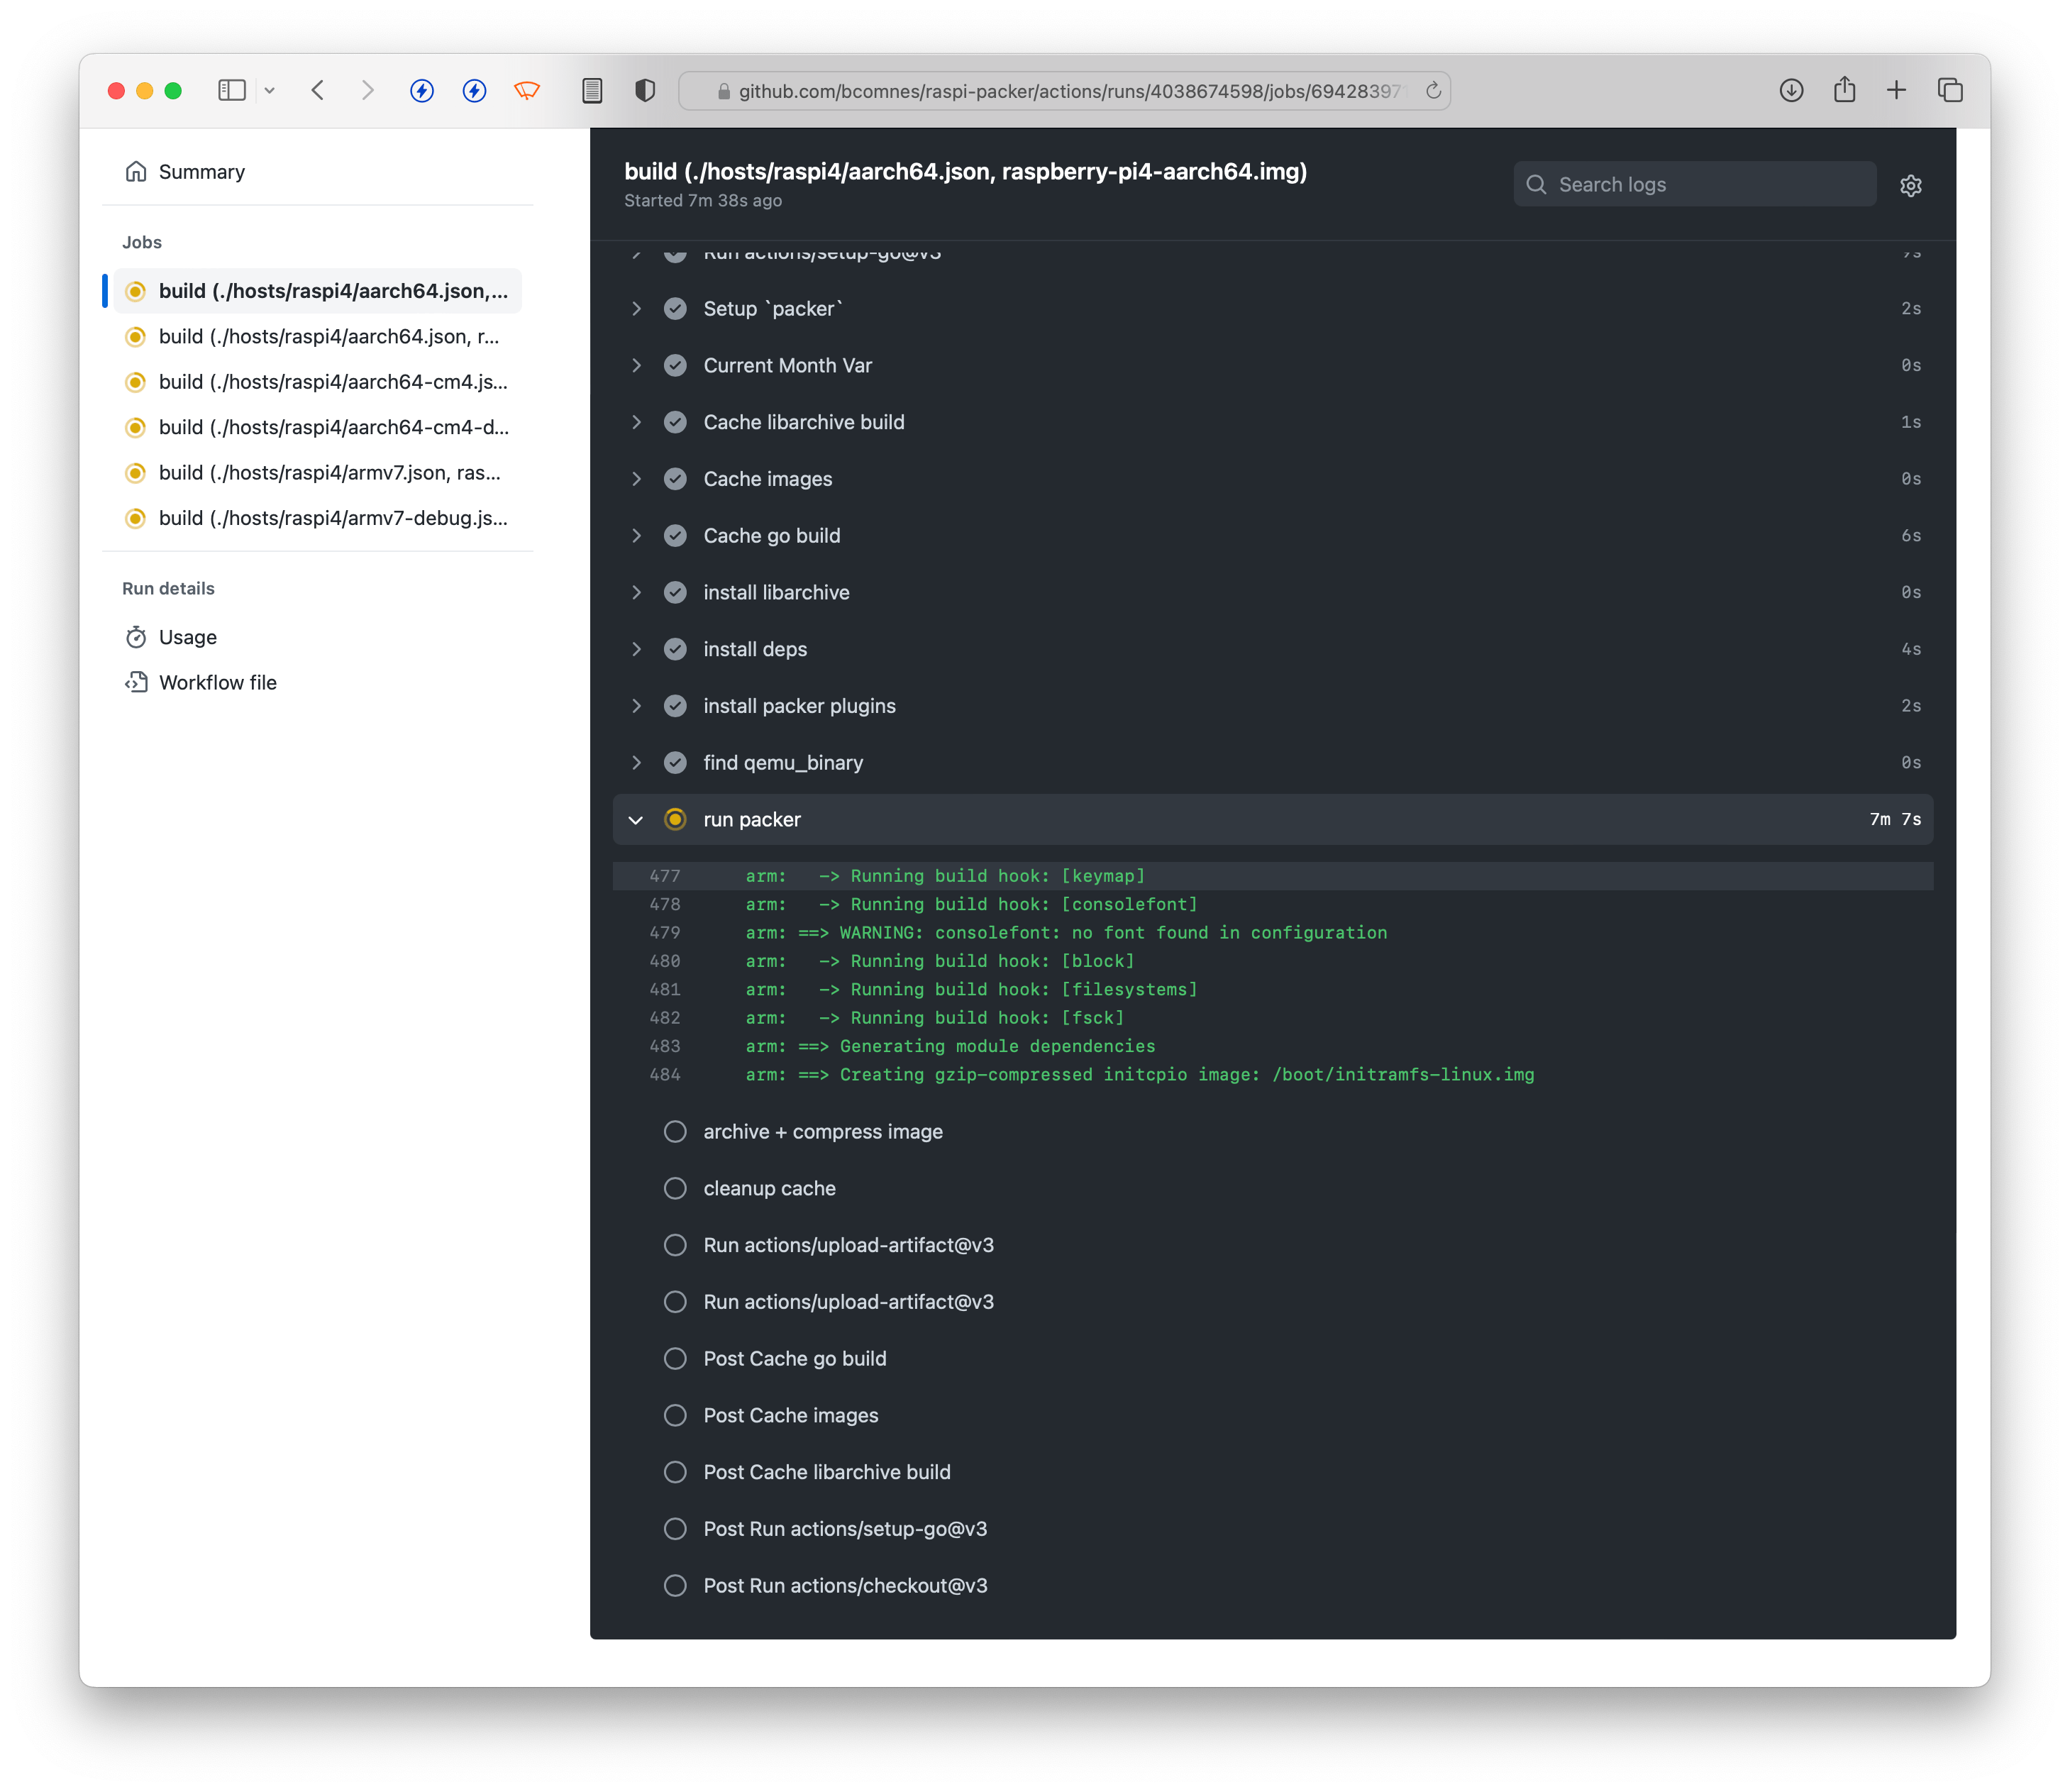 github.com/bcomnes/raspi-packer/actions/runs/4038674598/jobs/694283971
Summary
Jobs
build (./hosts/raspi4/aarch64.json,...
build (./hosts/raspi4/aarch64.json, r...
build (./hosts/raspi4/aarch64-cm4.js...
build (./hosts/raspi4/aarch64-cm4-d...
build (./hosts/raspi4/armv7.json, ras...
build (./hosts/raspi4/armv7-debug.js...
Run details
Usage
Workflow file
build (./hosts/raspi4/aarch64.json, raspberry-pi4-aarch64.img)
Started 7m 38s ago
Search logs
Run actions/setup-go@v3
Setup `packer` 2s
Current Month Var 0s
Cache libarchive build 1s
Cache images 0s
Cache go build 6s
install libarchive 0s
install deps 4s
install packer plugins 2s
find qemu_binary 0s
run packer 7m 7s
477 arm:   -> Running build hook: [keymap]
478 arm:   -> Running build hook: [consolefont]
479 arm: ==> WARNING: consolefont: no font found in configuration
480 arm:   -> Running build hook: [block]
481 arm:   -> Running build hook: [filesystems]
482 arm:   -> Running build hook: [fsck]
483 arm: ==> Generating module dependencies
484 arm: ==> Creating gzip-compressed initcpio image: /boot/initramfs-linux.img
archive + compress image
cleanup cache
Run actions/upload-artifact@v3
Run actions/upload-artifact@v3
Post Cache go build
Post Cache images
Post Cache libarchive build
Post Run actions/setup-go@v3
Post Run actions/checkout@v3